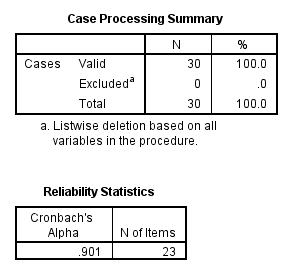 Case Processing Summary
N %
Cases Valid 30 100.0
Excludedᵃ 0 .0
Total 30 100.0
a. Listwise deletion based on all
variables in the procedure.
Reliability Statistics
Cronbach's
Alpha N of Items
.901 23